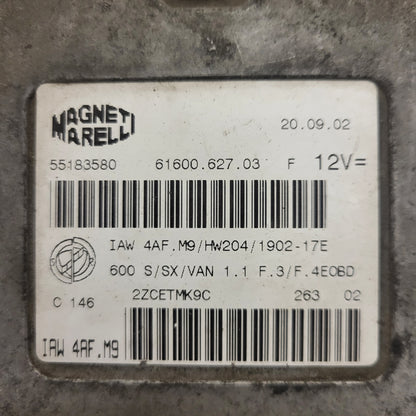 MAGNETI
MARELLI
20.09.02
55183580 61600.627.03 F 12V=
IAW 4AF.M9/HW204/1902-17E
600 S/SX/VAN 1.1 F.3/F.4EOBD
C 146 2ZCETMK9C 263 02
IAW 4AF.M9